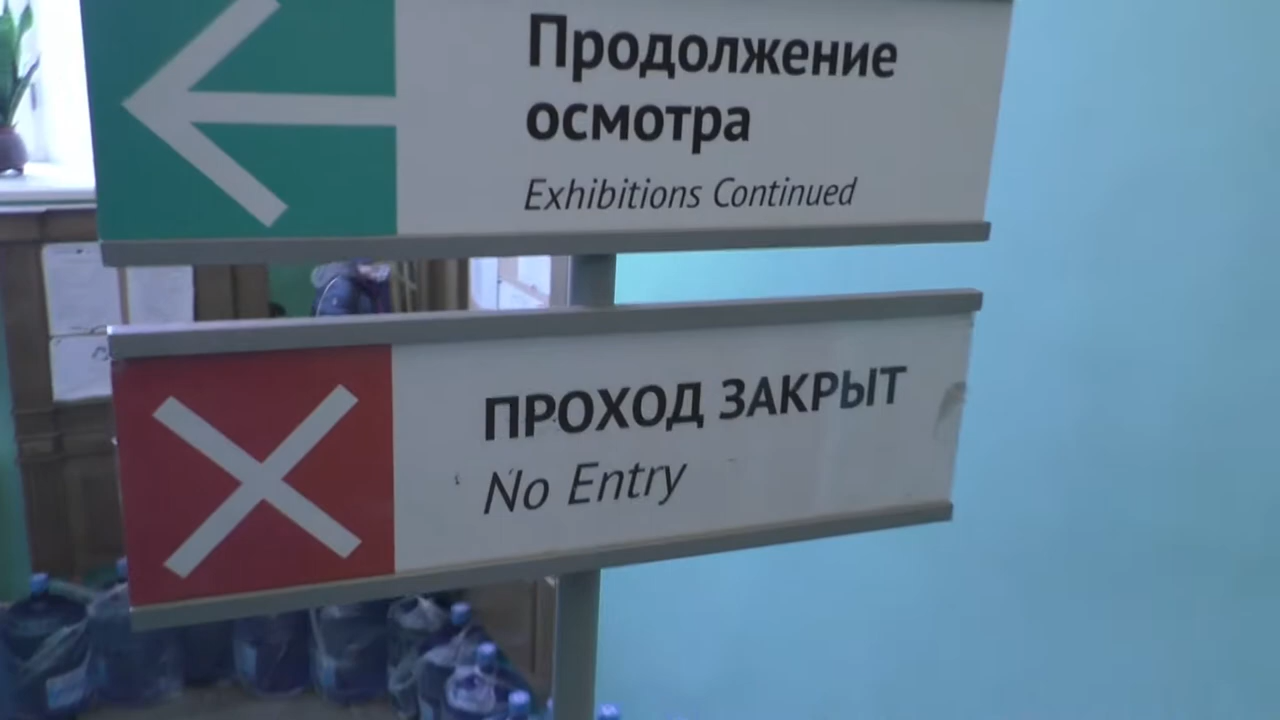 Продолжение
осмотра
Exhibitions Continued
ПРОХОД ЗАКРЫТ
No Entry